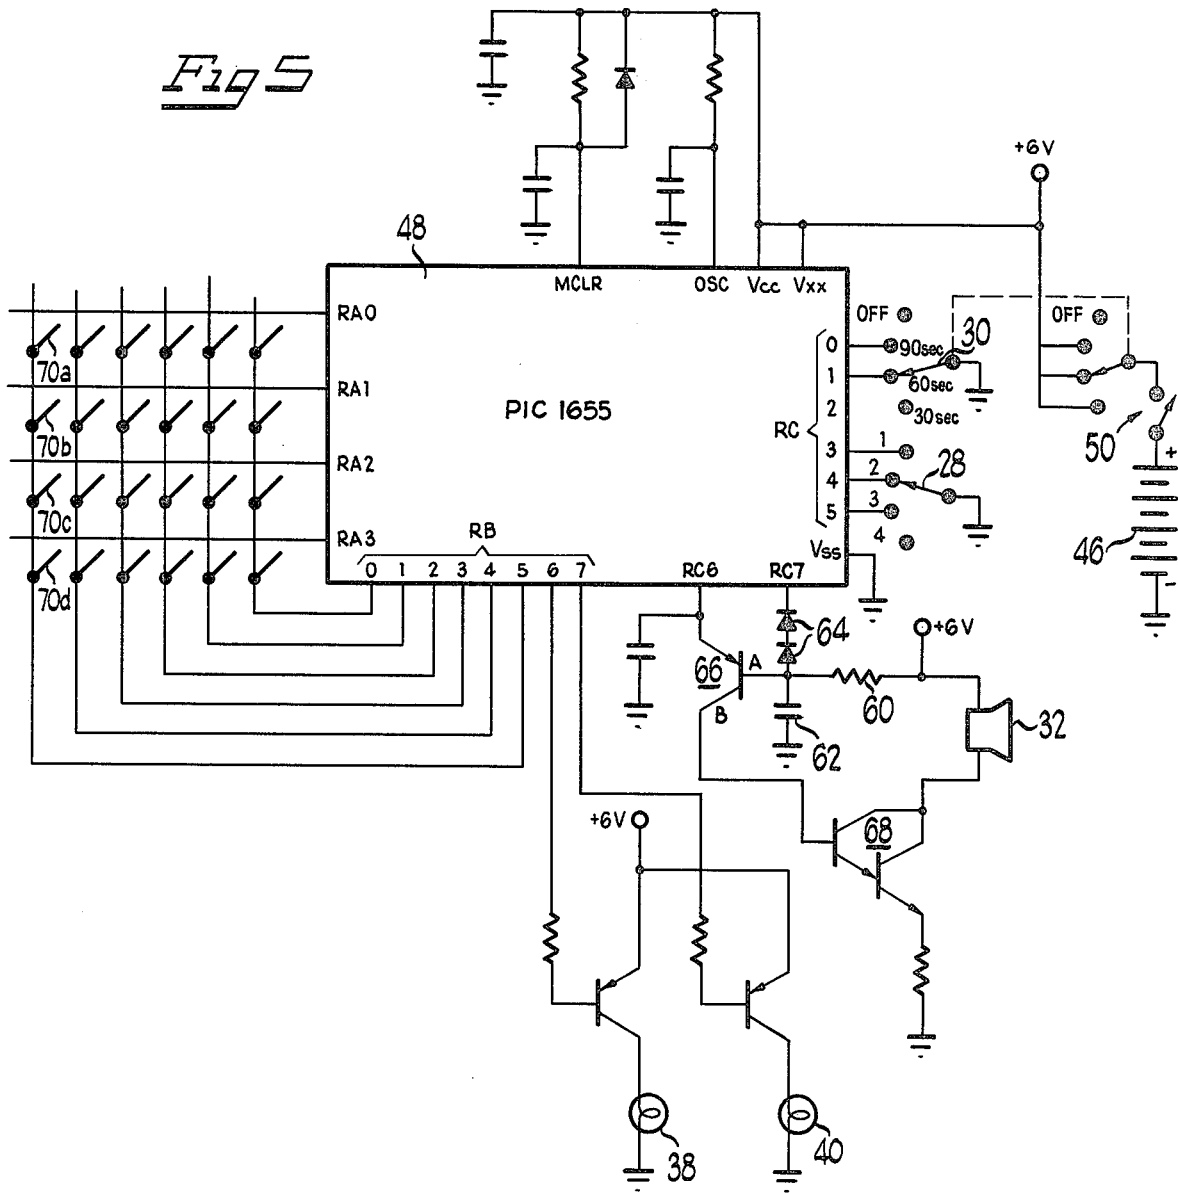 Fig 5
+6V
48
MCLR OSC Vcc Vxx
RA0
OFF
OFF
0
90sec
30
70a
1
60sec
RA1
PIC 1655
2
30sec
RC
50
70b
3
1
+
RA2
4
2
28
70c
5
3
46
RA3
RB
4
Vss
0 1 2 3 4 5 6 7
RC6
RC7
-
70d
64
+6V
66
A
60
B
62
32
+6V
68
38
40